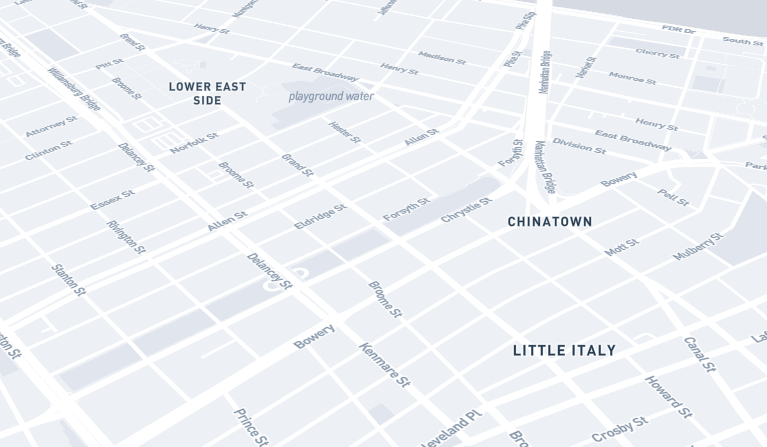 Henry St
Grand St
Pitt St
Broome St
Williamsburg Bridge
LOWER EAST
SIDE
East Broadway
Henry St
Madison St
playground water
Pike Slip
Pike St
Manhattan Bridge
Market St
FDR Dr
South St
Cherry St
Monroe St
Henry St
East Broadway
Division St
Attorney St
Clinton St
Delancey St
Norfolk St
Hester St
Allen St
Grand St
Broome St
Forsyth St
Manhattan Bridge
Bowery
Pell St
Essex St
Allen St
Eldridge St
Forsyth St
Chrystie St
CHINATOWN
Rivington St
Mott St
Mulberry St
Stanton St
Delancey St
Broome St
Bowery
Kenmare St
LITTLE ITALY
Canal St
Howard St
Prince St
Crosby St